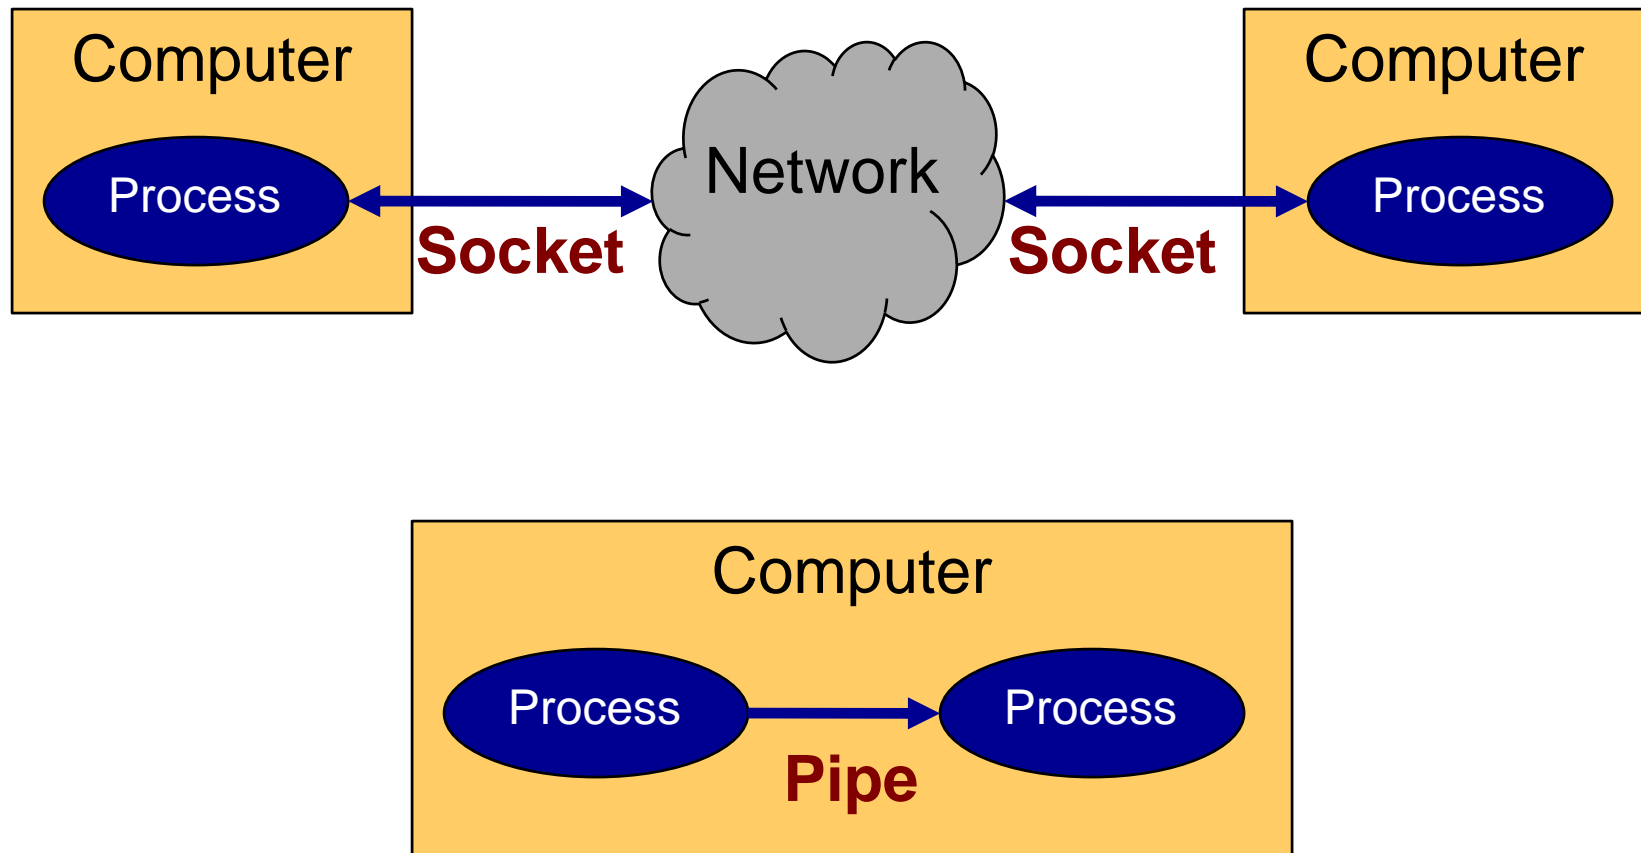 Computer
Computer
Network
Process
Process
Socket
Socket
Computer
Process
Process
Pipe